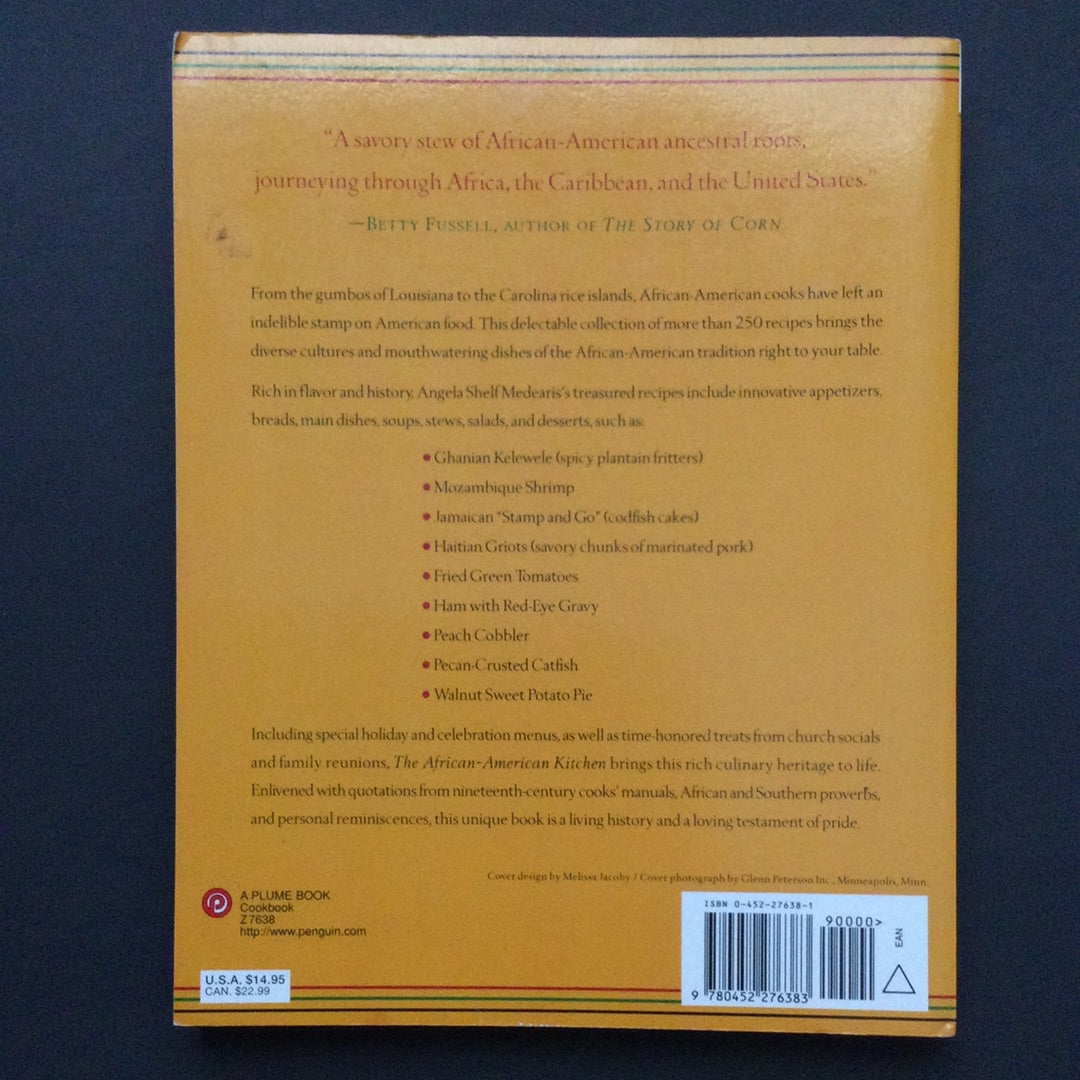 “A savory stew of African-American ancestral roots,
journeying through Africa, the Caribbean, and the United States.”
—BETTY FUSSELL, AUTHOR OF THE STORY OF CORN
From the gumbos of Louisiana to the Carolina rice islands, African-American cooks have left an
indelible stamp on American food. This delectable collection of more than 250 recipes brings the
diverse cultures and mouthwatering dishes of the African-American tradition right to your table.
Rich in flavor and history, Angela Shelf Medearis's treasured recipes include innovative appetizers,
breads, main dishes, soups, stews, salads, and desserts, such as:
• Ghanian Kelewele (spicy plantain fritters)
• Mozambique Shrimp
• Jamaican “Stamp and Go” (codfish cakes)
• Haitian Griots (savory chunks of marinated pork)
• Fried Green Tomatoes
• Ham with Red-Eye Gravy
• Peach Cobbler
• Pecan-Crusted Catfish
• Walnut Sweet Potato Pie
Including special holiday and celebration menus, as well as time-honored treats from church socials
and family reunions, The African-American Kitchen brings this rich culinary heritage to life.
Enlivened with quotations from nineteenth-century cooks' manuals, African and Southern proverbs,
and personal reminiscences, this unique book is a living history and a loving testament of pride.
Cover design by Melissa Jacoby / Cover photograph by Glenn Peterson Inc., Minneapolis, Minn.
A PLUME BOOK
Cookbook
Z7638
http://www.penguin.com
U.S.A. $14.95
CAN. $22.99
ISBN 0-452-27638-1
90000>
EAN
9 780452 276383